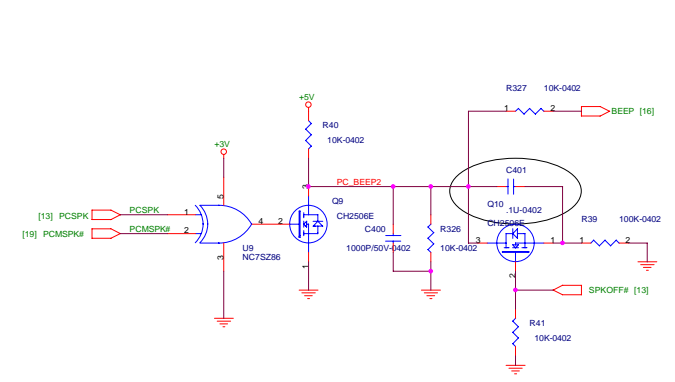 R327 10K-0402
1 2 BEEP [16]
+5V
R40
10K-0402
+3V
C401
3 PC_BEEP2
Q9
CH2506E
Q10 .1U-0402
CH2506E
R39 100K-0402
[13] PCSPK PCSPK 1
5
4 2
[19] PCMSPK# PCMSPK# 2
C400
1000P/50V-0402
R326
10K-0402
3 1 1 2
U9
NC7SZ86
3
1
2
SPKOFF# [13]
R41
10K-0402